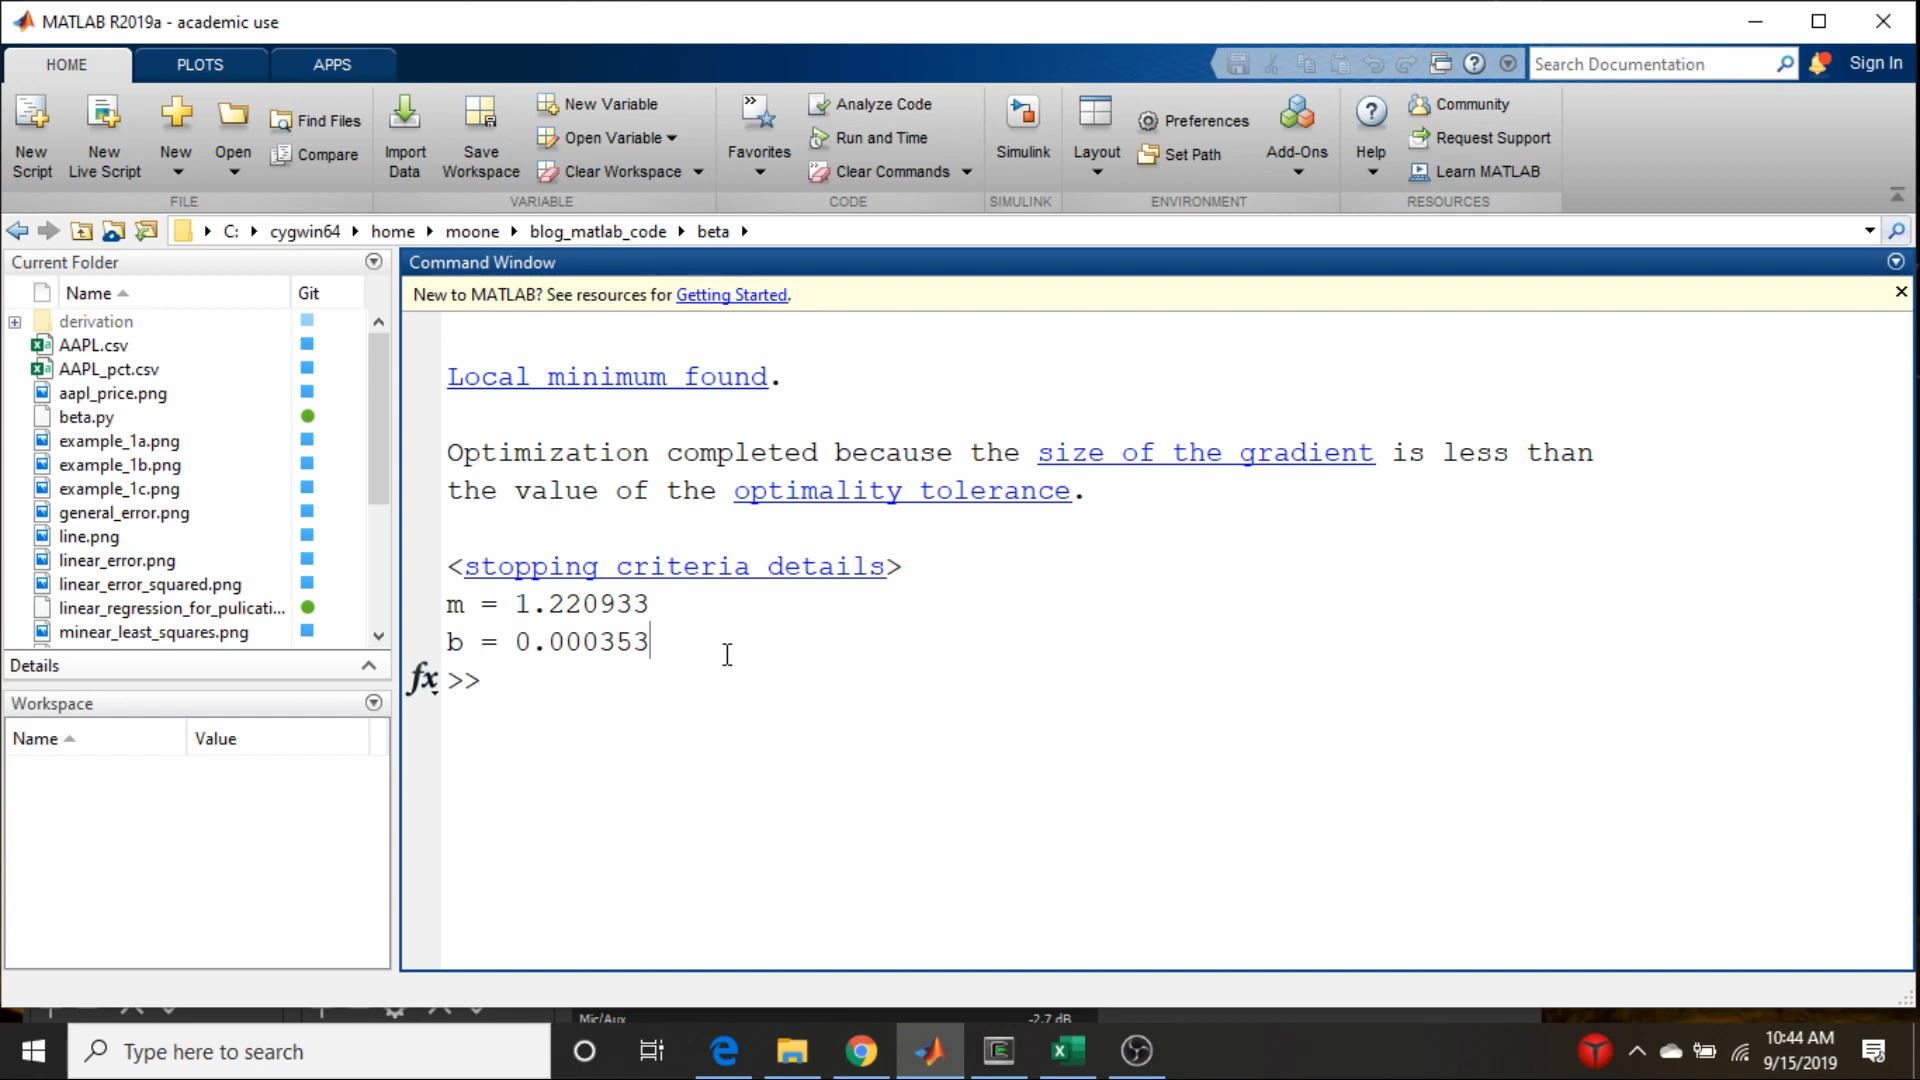 MATLAB R2019a - academic use
HOME
PLOTS
APPS
Search Documentation
Sign In
New Script
New Live Script
New
Open
Find Files
Compare
Import Data
Save Workspace
New Variable
Open Variable
Clear Workspace
Favorites
Analyze Code
Run and Time
Clear Commands
Simulink
Layout
Preferences
Set Path
Add-Ons
Help
Community
Request Support
Learn MATLAB
FILE
VARIABLE
CODE
SIMULINK
ENVIRONMENT
RESOURCES
C: cygwin64 home moone blog_matlab_code beta
Current Folder
Name Git
derivation
AAPL.csv
AAPL_pct.csv
aapl_price.png
beta.py
example_1a.png
example_1b.png
example_1c.png
general_error.png
line.png
linear_error.png
linear_error_squared.png
linear_regression_for_pulicati...
minear_least_squares.png
Details
Workspace
Name Value
Command Window
New to MATLAB? See resources for Getting Started.
Local minimum found.
Optimization completed because the size of the gradient is less than
the value of the optimality tolerance.
<stopping criteria details>
m = 1.220933
b = 0.000353
fx >>
Mic/Aux
-2.7 dB
Type here to search
10:44 AM
9/15/2019